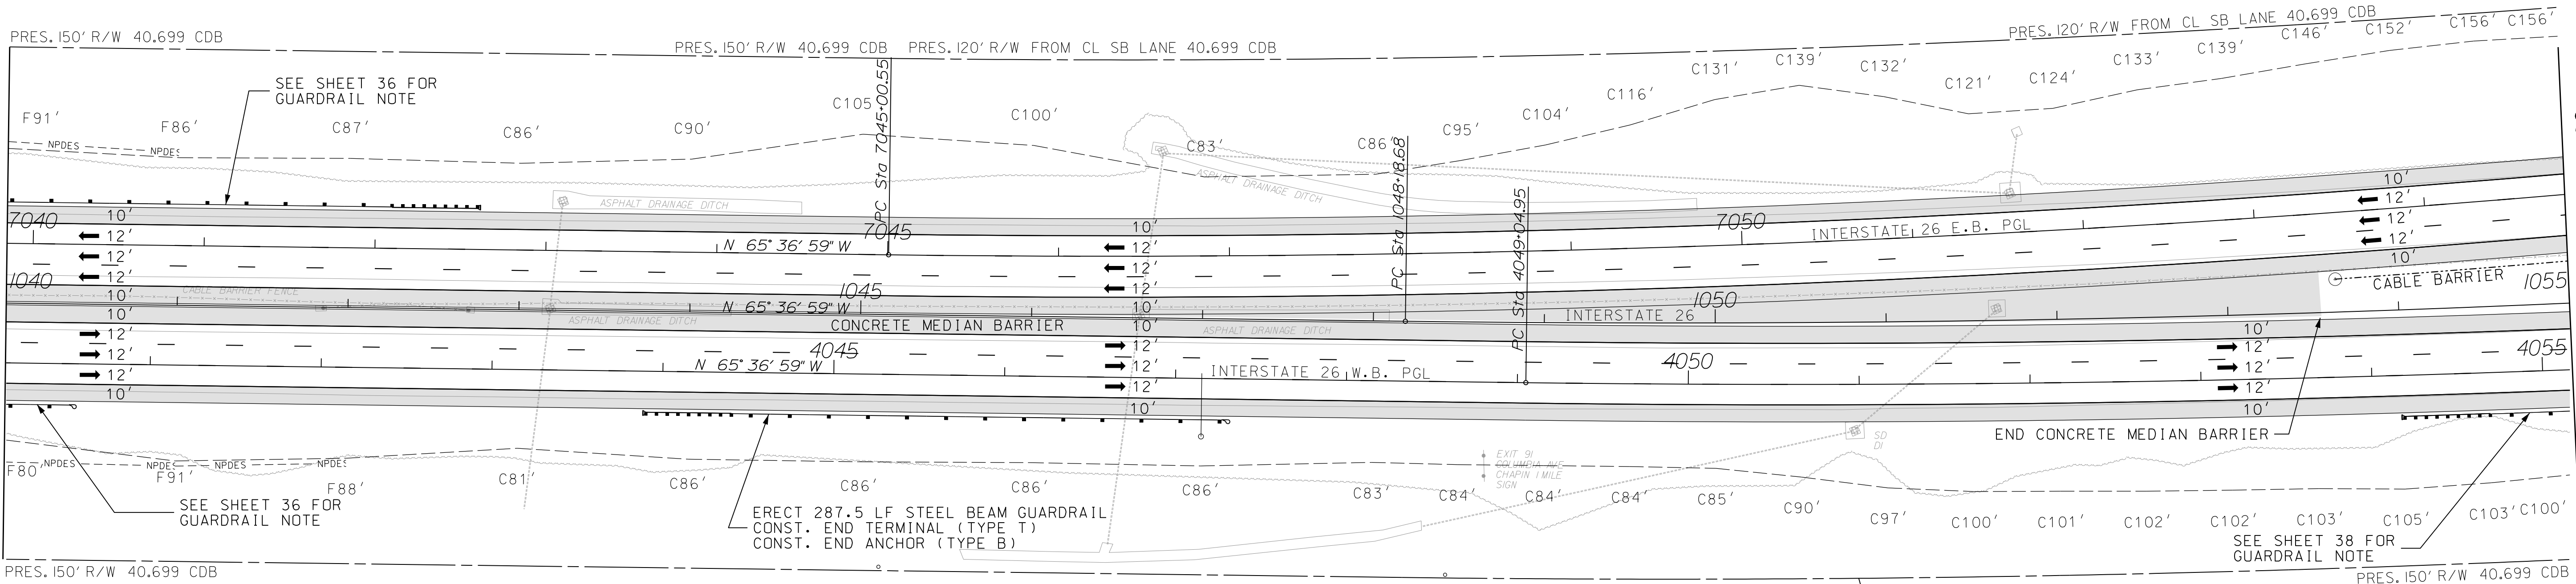 PRES. 150' R/W 40.699 CDB
PRES. 150' R/W 40.699 CDB
PRES. 120' R/W FROM CL SB LANE 40.699 CDB
PRES. 120' R/W FROM CL SB LANE 40.699 CDB
C156' C156'
C152'
C146'
C139'
C133'
C124'
C121'
C132'
C139'
C131'
C116'
C104'
C95'
C86'
C83'
C100'
C105
C90'
C86'
C87'
F86'
F91'
SEE SHEET 36 FOR
GUARDRAIL NOTE
NPDES
NPDES
PC Sta 7045+00.55
PC Sta 1048+18.68
PC Sta 4049+04.95
ASPHALT DRAINAGE DITCH
ASPHALT DRAINAGE DITCH
7040
10'
12'
12'
12'
10'
10'
12'
12'
12'
10'
1040
N 65° 36' 59" W
7045
10'
12'
12'
12'
10'
10'
12'
12'
12'
10'
7050
INTERSTATE 26 E.B. PGL
10'
12'
12'
12'
10'
CABLE BARRIER
1055
CABLE BARRIER FENCE
1045
N 65° 36' 59" W
CONCRETE MEDIAN BARRIER
ASPHALT DRAINAGE DITCH
ASPHALT DRAINAGE DITCH
1050
INTERSTATE 26
4045
N 65° 36' 59" W
INTERSTATE 26 W.B. PGL
4050
10'
12'
12'
12'
10'
4055
END CONCRETE MEDIAN BARRIER
SD
DI
EXIT 91
COLUMBIA AVE
CHAPIN 1 MILE
SIGN
F80'
NPDES
NPDES
NPDES
NPDES
F91'
F88'
C81'
C86'
C86'
C86'
C86'
C83'
C84'
C84'
C84'
C85'
C90'
C97'
C100'
C101'
C102'
C102'
C103'
C105'
C103'
C100'
SEE SHEET 36 FOR
GUARDRAIL NOTE
ERECT 287.5 LF STEEL BEAM GUARDRAIL
CONST. END TERMINAL (TYPE T)
CONST. END ANCHOR (TYPE B)
SEE SHEET 38 FOR
GUARDRAIL NOTE
PRES. 150' R/W 40.699 CDB
PRES. 150' R/W 40.699 CDB